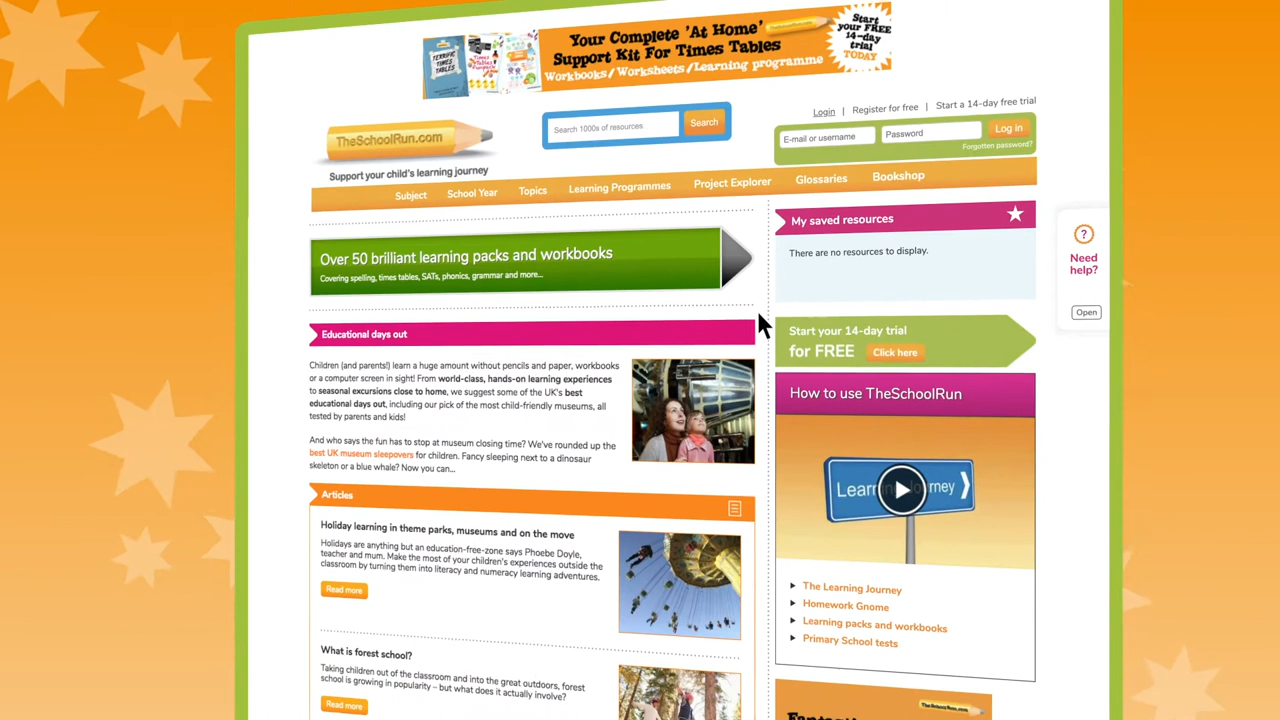 Your Complete 'At Home'
Support Kit For Times Tables
Workbooks/Worksheets/Learning programme
Start
your FREE
14-day
trial
TODAY
TERRIFIC
TIMES
TABLES
Login | Register for free | Start a 14-day free trial
Search 1000s of resources
Search
E-mail or username
Password
Log in
Forgotten password?
TheSchoolRun.com
Support your child's learning journey
Subject
School Year
Topics
Learning Programmes
Project Explorer
Glossaries
Bookshop
Over 50 brilliant learning packs and workbooks
Covering spelling, times tables, SATs, phonics, grammar and more...
My saved resources
There are no resources to display.
Need
help?
Open
Educational days out
Children (and parents!) learn a huge amount without pencils and paper, workbooks
or a computer screen in sight! From world-class, hands-on learning experiences
to seasonal excursions close to home, we suggest some of the UK's best
educational days out, including our pick of the most child-friendly museums, all
tested by parents and kids!
And who says the fun has to stop at museum closing time? We've rounded up the
best UK museum sleepovers for children. Fancy sleeping next to a dinosaur
skeleton or a blue whale? Now you can...
Start your 14-day trial
for FREE
Click here
How to use TheSchoolRun
Learning Journey
The Learning Journey
Homework Gnome
Learning packs and workbooks
Primary School tests
Articles
Holiday learning in theme parks, museums and on the move
Holidays are anything but an education-free-zone says Phoebe Doyle,
teacher and mum. Make the most of your children's experiences outside the
classroom by turning them into literacy and numeracy learning adventures.
Read more
What is forest school?
Taking children out of the classroom and into the great outdoors, forest
school is growing in popularity – but what does it actually involve?
Read more
TheSchoolRun.com